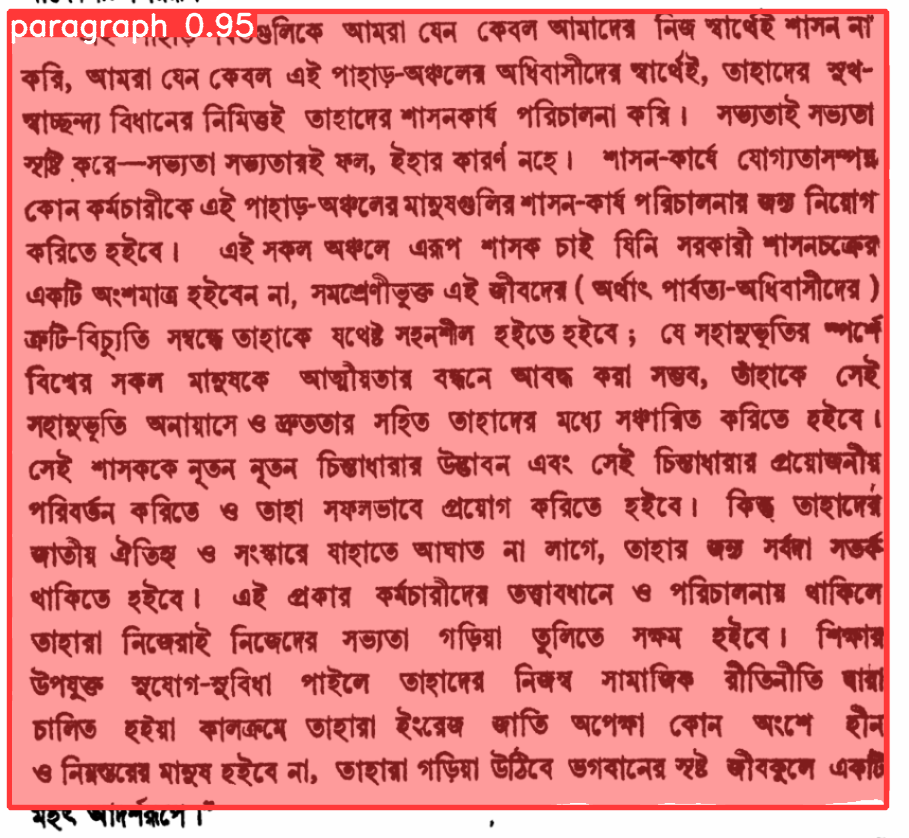 paragraph 0.95
গুলিকে আমরা যেন কেবল আমাদের নিজ স্বার্থেই শাসন না
করি, আমরা যেন কেবল এই পাহাড়-অঞ্চলের অধিবাসীদের স্বার্থেই, তাহাদের সুখ-
স্বাচ্ছন্দ্য বিধানের নিমিত্তই তাহাদের শাসনকার্য পরিচালনা করি। সভ্যতাই সভ্যতা
সৃষ্টি করে—সভ্যতা সভ্যতারই ফল, ইহার কারণ নহে। শাসন-কার্যে যোগ্যতাসম্পন্ন
কোন কর্মচারীকে এই পাহাড়-অঞ্চলের মানুষগুলির শাসন-কার্য পরিচালনার জন্য নিয়োগ
করিতে হইবে। এই সকল অঞ্চলে এরূপ শাসক চাই যিনি সরকারী শাসনচক্রের
একটি অংশমাত্র হইবেন না, সমশ্রেণীভুক্ত এই জীবদের (অর্থাৎ পার্বত্য-অধিবাসীদের)
ত্রুটি-বিচ্যুতি সম্বন্ধে তাহাকে যথেষ্ট সহনশীল হইতে হইবে; যে সহানুভূতির স্পর্শে
বিশ্বের সকল মানুষকে আত্মীয়তার বন্ধনে আবদ্ধ করা সম্ভব, তাঁহাকে সেই
সহানুভূতি অনায়াসে ও দ্রুততার সহিত তাহাদের মধ্যে সঞ্চারিত করিতে হইবে।
সেই শাসককে নূতন নূতন চিন্তাধারার উদ্ভাবন এবং সেই চিন্তাধারার প্রয়োজনীয়
পরিবর্তন করিতে ও তাহা সফলভাবে প্রয়োগ করিতে হইবে। কিন্তু তাহাদের
জাতীয় ঐতিহ্য ও সংস্কারে যাহাতে আঘাত না লাগে, তাহার জন্য সর্বদা সতর্ক
থাকিতে হইবে। এই প্রকার কর্মচারীদের তত্ত্বাবধানে ও পরিচালনায় থাকিলে
তাহারা নিজেরাই নিজেদের সভ্যতা গড়িয়া তুলিতে সক্ষম হইবে। শিক্ষার
উপযুক্ত সুযোগ-সুবিধা পাইলে তাহাদের নিজস্ব সামাজিক রীতিনীতি দ্বারা
চালিত হইয়া কালক্রমে তাহারা ইংরেজ জাতি অপেক্ষা কোন অংশে হীন
ও নিম্নস্তরের মানুষ হইবে না, তাহারা গড়িয়া উঠিবে ভগবানের সৃষ্ট জীবকুলে একটি
মহৎ আদর্শরূপে।"